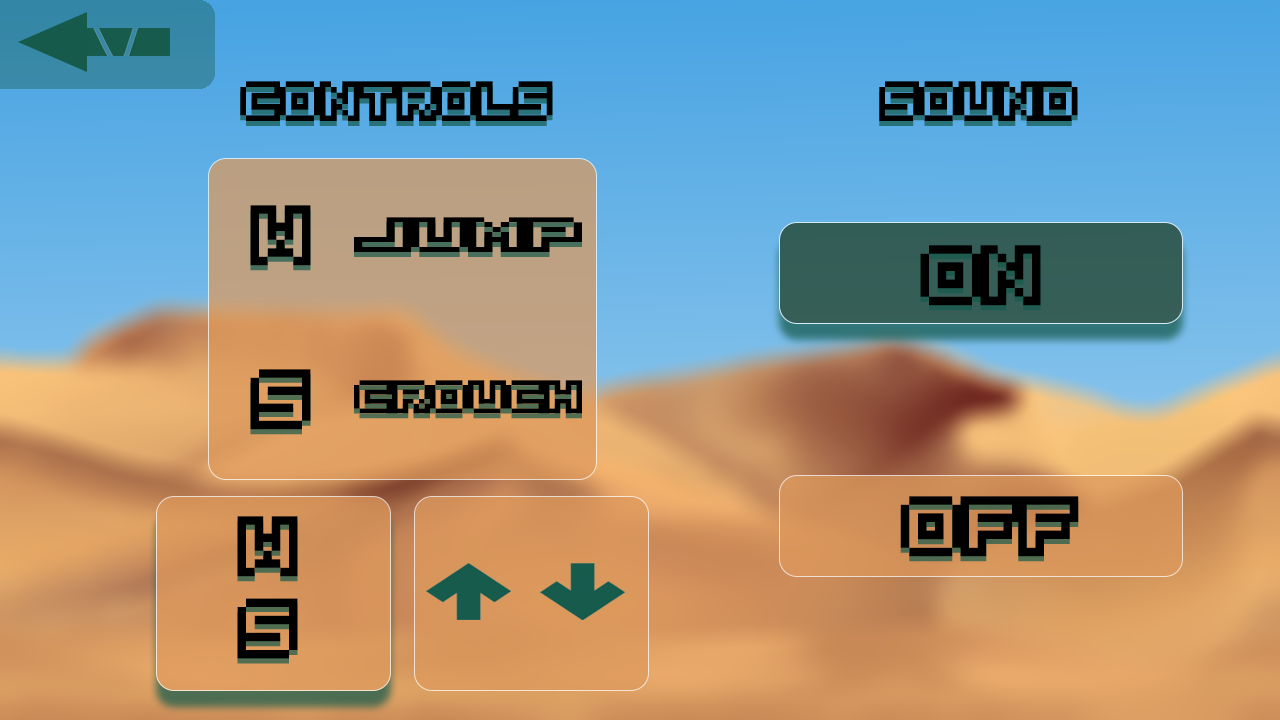 CONTROLS
W JUMP
S CROUCH
W
S
SOUND
ON
OFF